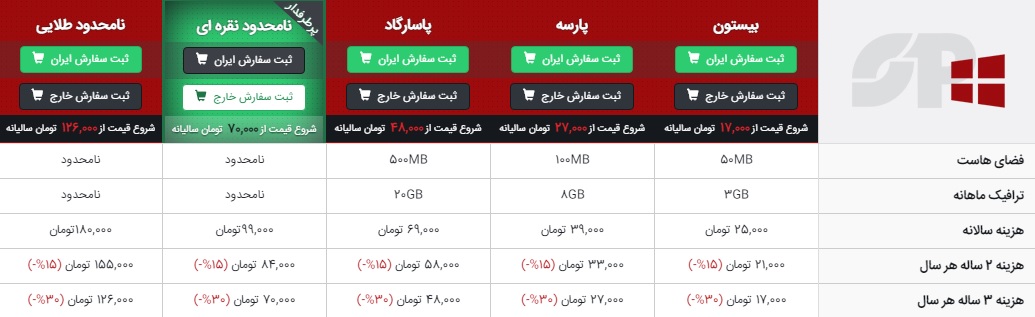 بیستون	پارسه	پاسارگاد	نامحدود نقره ای	پرطرفدار	نامحدود طلایی
ثبت سفارش ایران	ثبت سفارش ایران	ثبت سفارش ایران	ثبت سفارش ایران	ثبت سفارش ایران
ثبت سفارش خارج	ثبت سفارش خارج	ثبت سفارش خارج	ثبت سفارش خارج	ثبت سفارش خارج
شروع قیمت از ۱۷,۰۰۰ تومان سالیانه	شروع قیمت از ۲۷,۰۰۰ تومان سالیانه	شروع قیمت از ۴۸,۰۰۰ تومان سالیانه	شروع قیمت از ۷۰,۰۰۰ تومان سالیانه	شروع قیمت از ۱۲۶,۰۰۰ تومان سالیانه
فضای هاست	۵۰MB	۱۰۰MB	۵۰۰MB	نامحدود	نامحدود
ترافیک ماهانه	۳GB	۸GB	۲۰GB	نامحدود	نامحدود
هزینه سالانه	۲۵,۰۰۰ تومان	۳۹,۰۰۰ تومان	۶۹,۰۰۰ تومان	۹۹,۰۰۰تومان	۱۸۰,۰۰۰تومان
هزینه ۲ ساله هر سال	۲۱,۰۰۰ تومان (۱۵%-)	۳۳,۰۰۰ تومان (۱۵%-)	۵۸,۰۰۰ تومان (۱۵%-)	۸۴,۰۰۰ تومان (۱۵%-)	۱۵۵,۰۰۰ تومان (۱۵%-)
هزینه ۳ ساله هر سال	۱۷,۰۰۰ تومان (۳۰%-)	۲۷,۰۰۰ تومان (۳۰%-)	۴۸,۰۰۰ تومان (۳۰%-)	۷۰,۰۰۰ تومان (۳۰%-)	۱۲۶,۰۰۰ تومان (۳۰%-)